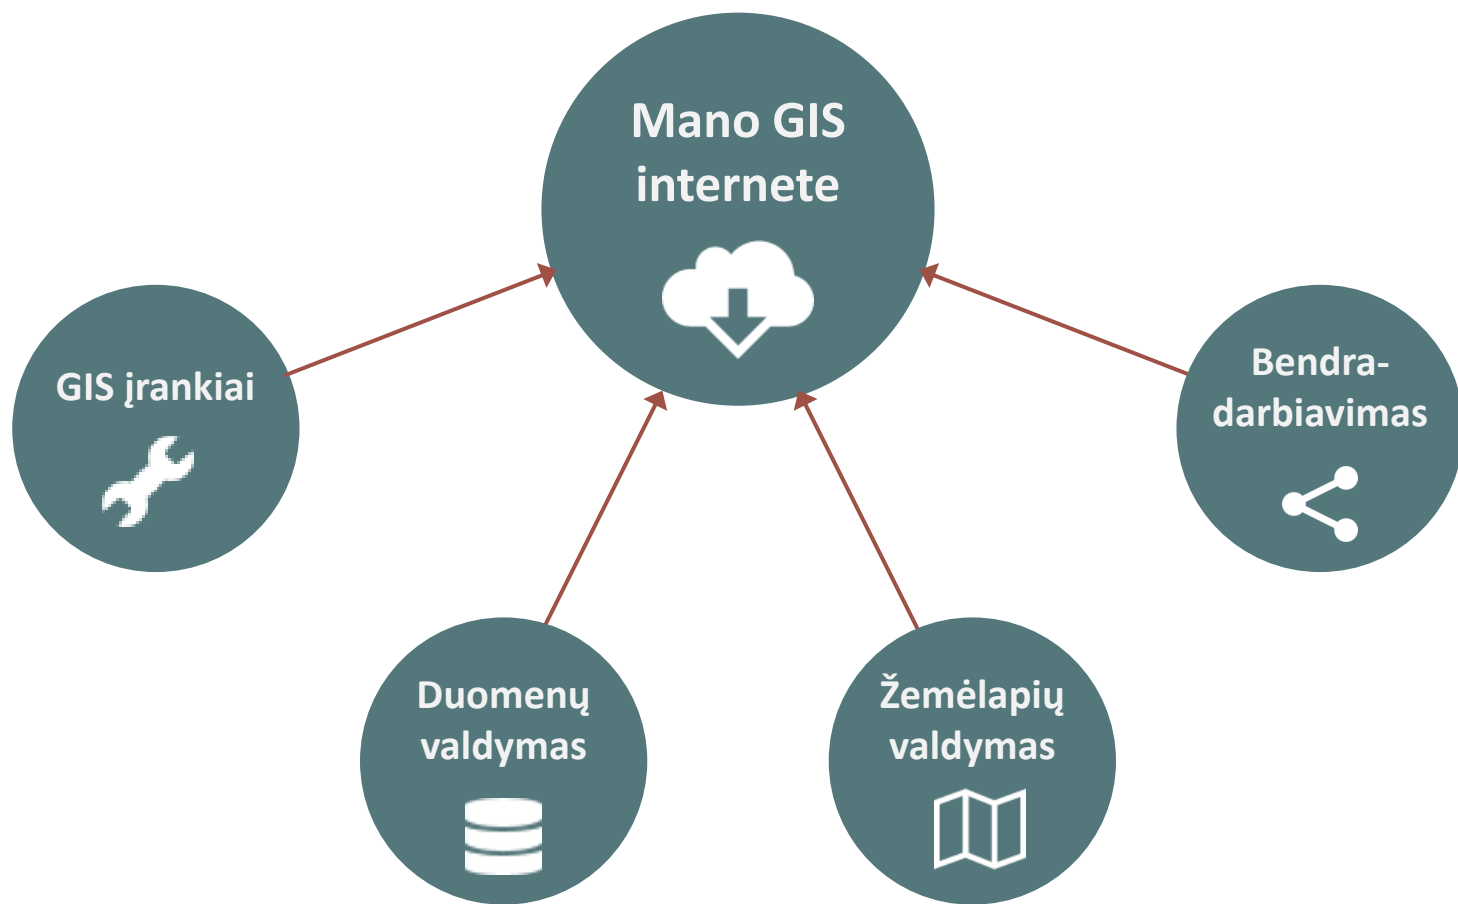 Mano GIS
internete
GIS įrankiai
Bendra-
darbiavimas
Duomenų
valdymas
Žemėlapių
valdymas